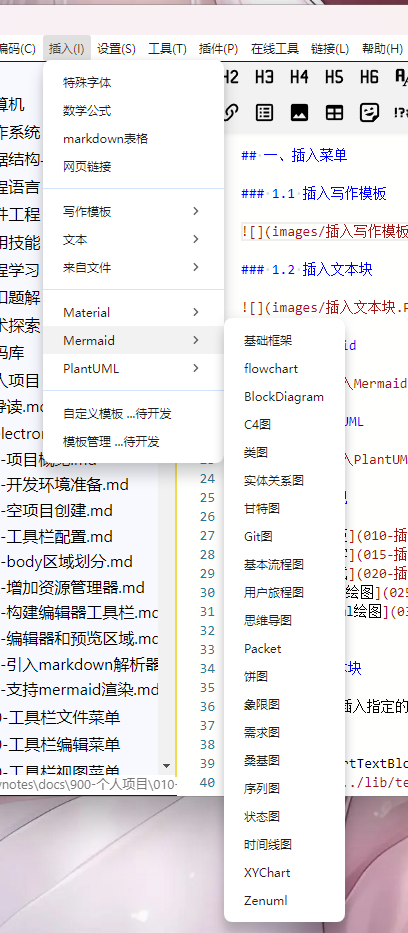 编码(C) 插入(I) 设置(S) 工具(T) 插件(P) 在线工具 链接(L) 帮助(H)
H2 H3 H4 H5 H6
特殊字体
数学公式
markdown表格
网页链接
写作模板
文本
来自文件
Material
Mermaid
PlantUML
自定义模板 ...待开发
模板管理 ...待开发
基础框架
flowchart
BlockDiagram
C4图
类图
实体关系图
甘特图
Git图
基本流程图
用户旅程图
思维导图
Packet
饼图
象限图
需求图
桑基图
序列图
状态图
时间线图
XYChart
Zenuml
算机
作系统
据结构
程语言
件工程
用技能
程学习
扣题解
术探索
码库
人项目
导读.md
electron
-项目概览.md
-开发环境准备.md
-空项目创建.md
-工具栏配置.md
-body区域划分.md
-增加资源管理器.md
-构建编辑器工具栏.md
-编辑器和预览区域.md
-引入markdown解析器
-支持mermaid渲染.md
-工具栏文件菜单
-工具栏编辑菜单
-工具栏视图菜单
ynotes\docs\900-个人项目\010-
## 一、插入菜单
### 1.1 插入写作模板
![](images/插入写作模板
### 1.2 插入文本块
![](images/插入文本块.P
id
入Mermaid
UML
入PlantUM
23
24
25
26
27
28
29
30
31
32
33
34
35
36
37
38
39
40
](010-插
](015-插
](020-插
绘图](025
l绘图](03
本块
插入指定的
rtTextBlo
../lib/te